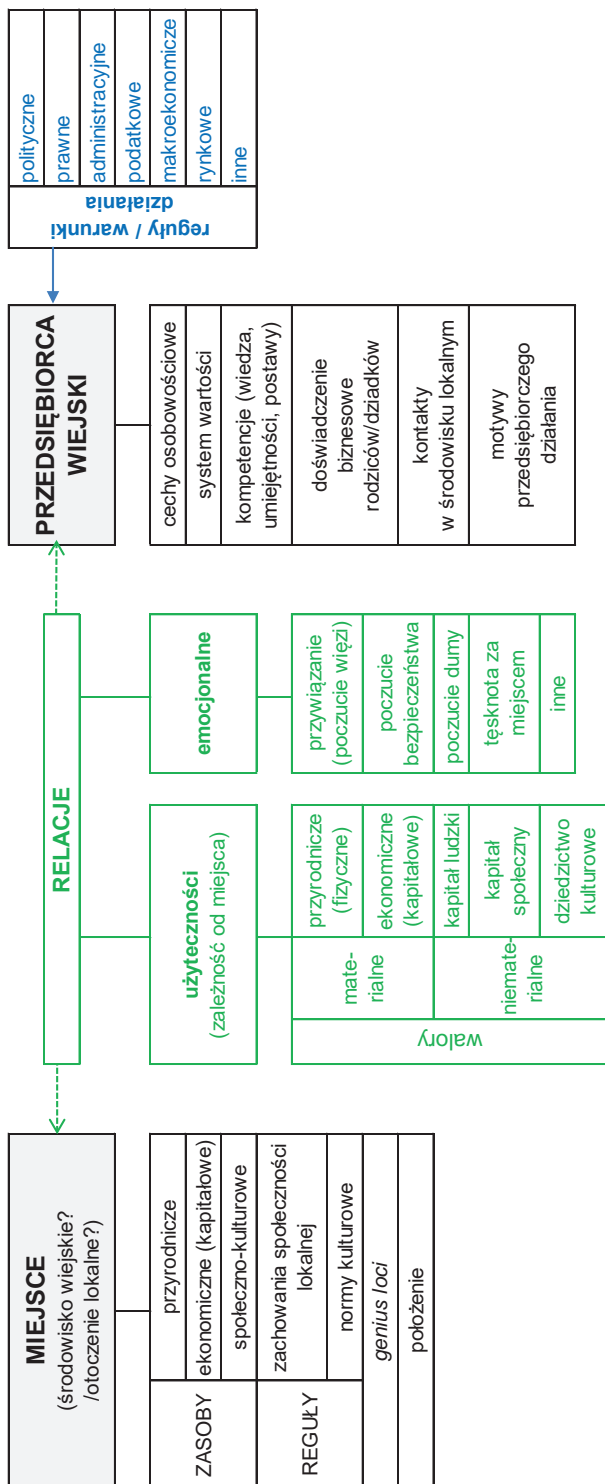 MIEJSCE
(środowisko wiejskie?
/otoczenie lokalne?)
ZASOBY
przyrodnicze
ekonomiczne (kapitałowe)
społeczno-kulturowe
REGUŁY
zachowania społeczności
lokalnej
normy kulturowe
genius loci
położenie
RELACJE
użyteczności
(zależność od miejsca)
walory
mate-
rialne
przyrodnicze
(fizyczne)
ekonomiczne
(kapitałowe)
niemate-
rialne
kapitał ludzki
kapitał
społeczny
dziedzictwo
kulturowe
emocjonalne
przywiązanie
(poczucie więzi)
poczucie
bezpieczeństwa
poczucie dumy
tęsknota za
miejscem
inne
PRZEDSIĘBIORCA
WIEJSKI
cechy osobowościowe
system wartości
kompetencje (wiedza,
umiejętności, postawy)
doświadczenie
biznesowe
rodziców/dziadków
kontakty
w środowisku lokalnym
motywy
przedsiębiorczego
działania
reguły / warunki
działania
polityczne
prawne
administracyjne
podatkowe
makroekonomicze
rynkowe
inne